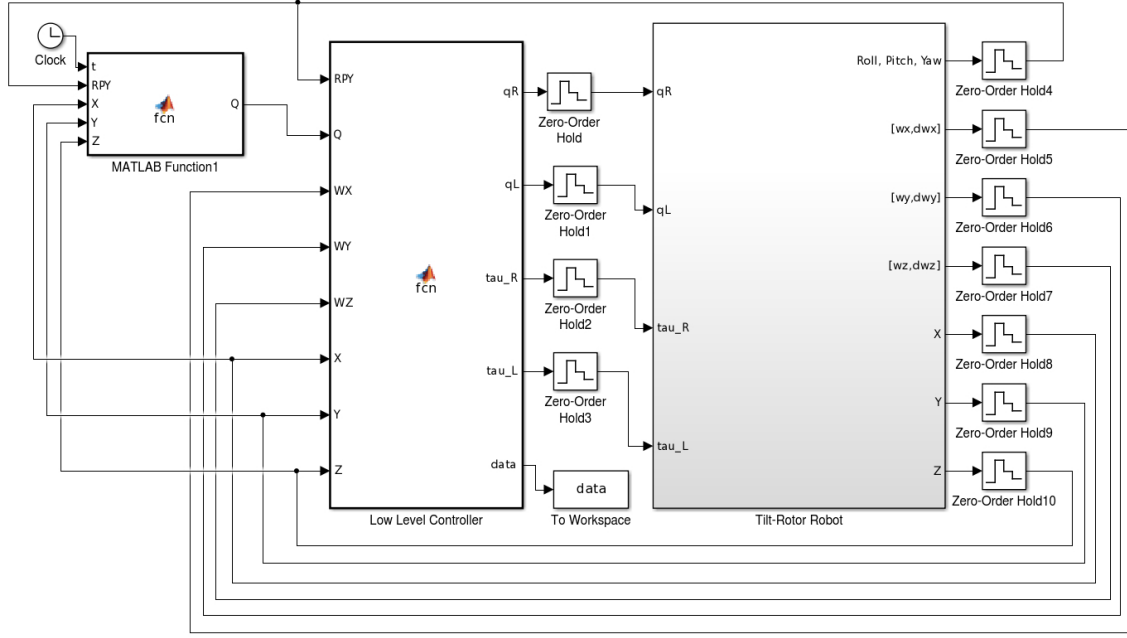 Clock
t
RPY
X
Y
Z
fcn
Q
MATLAB Function1
RPY
Q
WX
WY
WZ
X
Y
Z
fcn
qR
qL
tau_R
tau_L
data
Low Level Controller
Zero-Order
Hold
Zero-Order
Hold1
Zero-Order
Hold2
Zero-Order
Hold3
data
To Workspace
qR
qL
tau_R
tau_L
Roll, Pitch, Yaw
[wx,dwx]
[wy,dwy]
[wz,dwz]
X
Y
Z
Tilt-Rotor Robot
Zero-Order Hold4
Zero-Order Hold5
Zero-Order Hold6
Zero-Order Hold7
Zero-Order Hold8
Zero-Order Hold9
Zero-Order Hold10